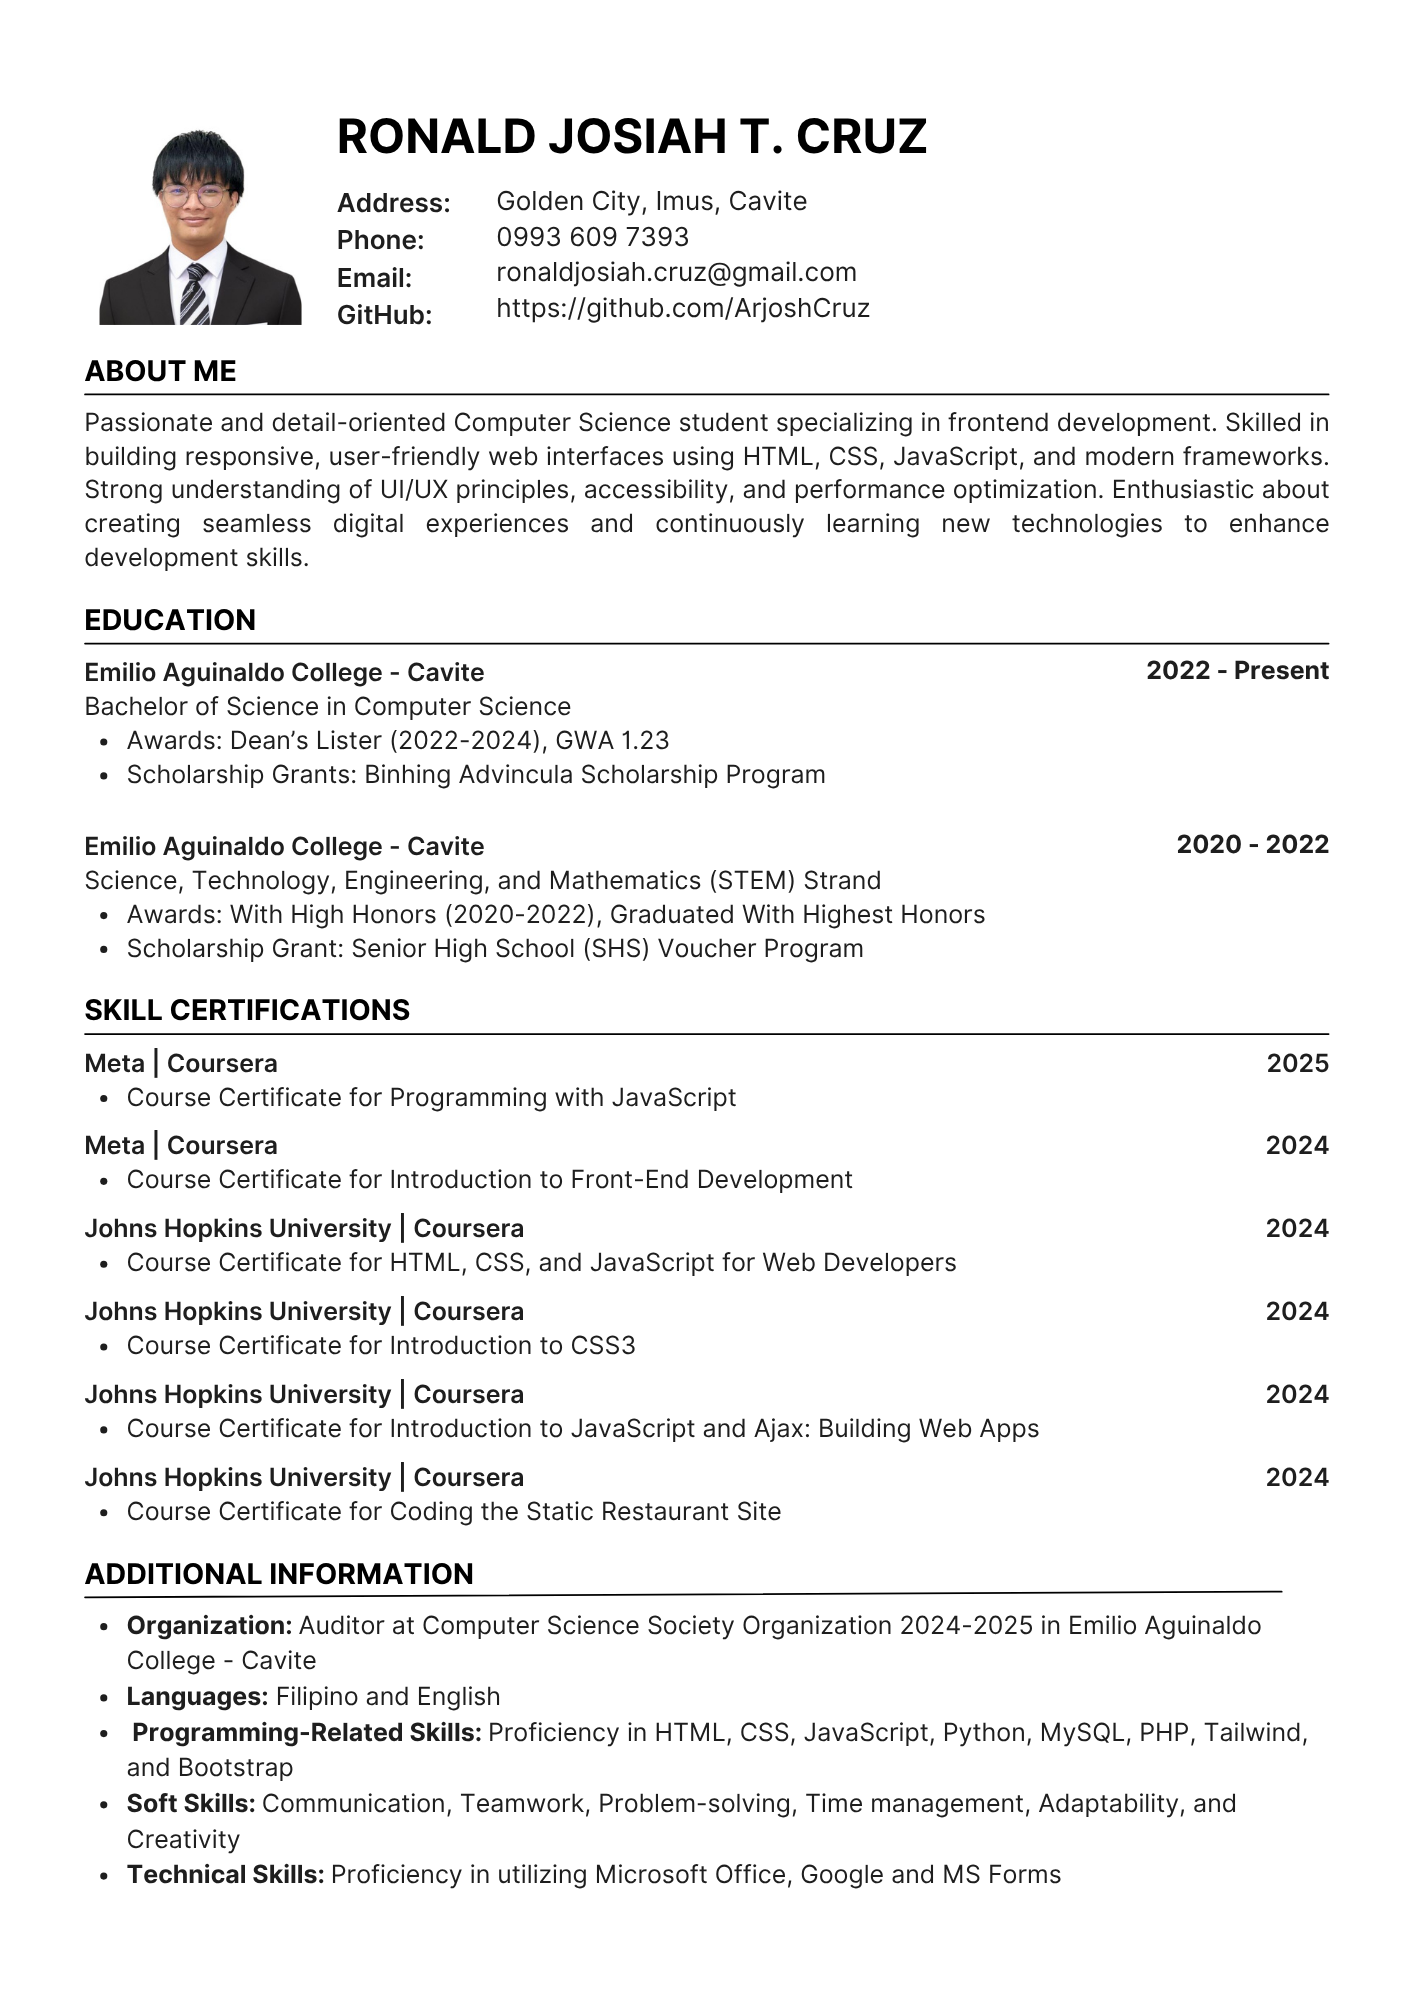 RONALD JOSIAH T. CRUZ
Address: Golden City, Imus, Cavite
Phone: 0993 609 7393
Email: ronaldjosiah.cruz@gmail.com
GitHub: https://github.com/ArjoshCruz
ABOUT ME
Passionate and detail-oriented Computer Science student specializing in frontend development. Skilled in
building responsive, user-friendly web interfaces using HTML, CSS, JavaScript, and modern frameworks.
Strong understanding of UI/UX principles, accessibility, and performance optimization. Enthusiastic about
creating seamless digital experiences and continuously learning new technologies to enhance
development skills.
EDUCATION
Emilio Aguinaldo College - Cavite 2022 - Present
Bachelor of Science in Computer Science
• Awards: Dean’s Lister (2022-2024), GWA 1.23
• Scholarship Grants: Binhing Advincula Scholarship Program
Emilio Aguinaldo College - Cavite 2020 - 2022
Science, Technology, Engineering, and Mathematics (STEM) Strand
• Awards: With High Honors (2020-2022), Graduated With Highest Honors
• Scholarship Grant: Senior High School (SHS) Voucher Program
SKILL CERTIFICATIONS
Meta | Coursera 2025
• Course Certificate for Programming with JavaScript
Meta | Coursera 2024
• Course Certificate for Introduction to Front-End Development
Johns Hopkins University | Coursera 2024
• Course Certificate for HTML, CSS, and JavaScript for Web Developers
Johns Hopkins University | Coursera 2024
• Course Certificate for Introduction to CSS3
Johns Hopkins University | Coursera 2024
• Course Certificate for Introduction to JavaScript and Ajax: Building Web Apps
Johns Hopkins University | Coursera 2024
• Course Certificate for Coding the Static Restaurant Site
ADDITIONAL INFORMATION
• Organization: Auditor at Computer Science Society Organization 2024-2025 in Emilio Aguinaldo
College - Cavite
• Languages: Filipino and English
• Programming-Related Skills: Proficiency in HTML, CSS, JavaScript, Python, MySQL, PHP, Tailwind,
and Bootstrap
• Soft Skills: Communication, Teamwork, Problem-solving, Time management, Adaptability, and
Creativity
• Technical Skills: Proficiency in utilizing Microsoft Office, Google and MS Forms